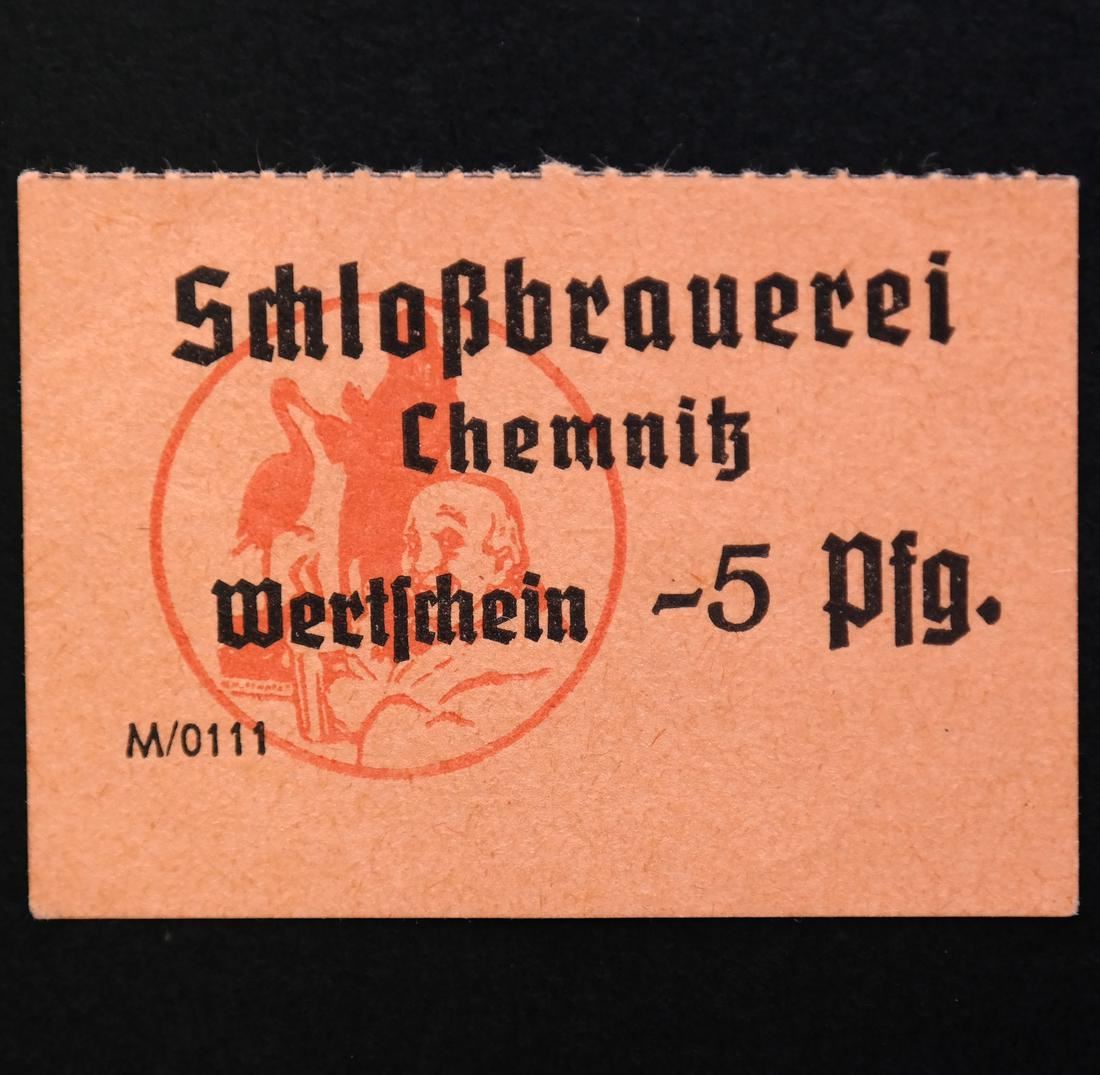 Schloßbrauerei
Chemnitz
Wertschein -5 Pfg.
M/0111